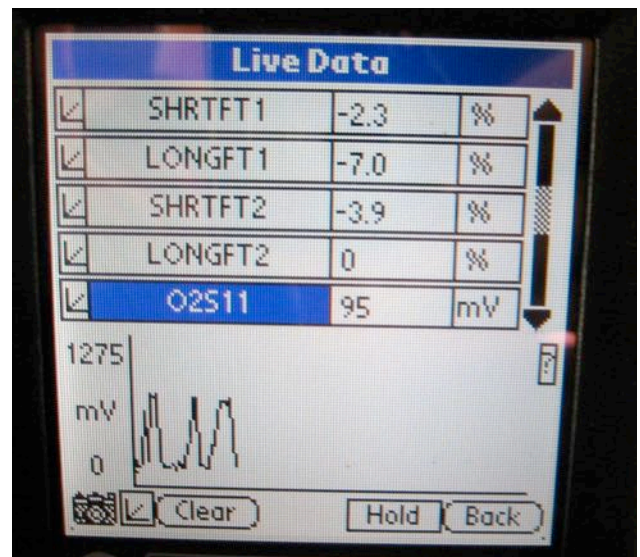 Live Data
SHRTFT1 -2.3 %
LONGFT1 -7.0 %
SHRTFT2 -3.9 %
LONGFT2 0 %
O2S11 95 mV
1275
?
mV
0
Clear Hold Back